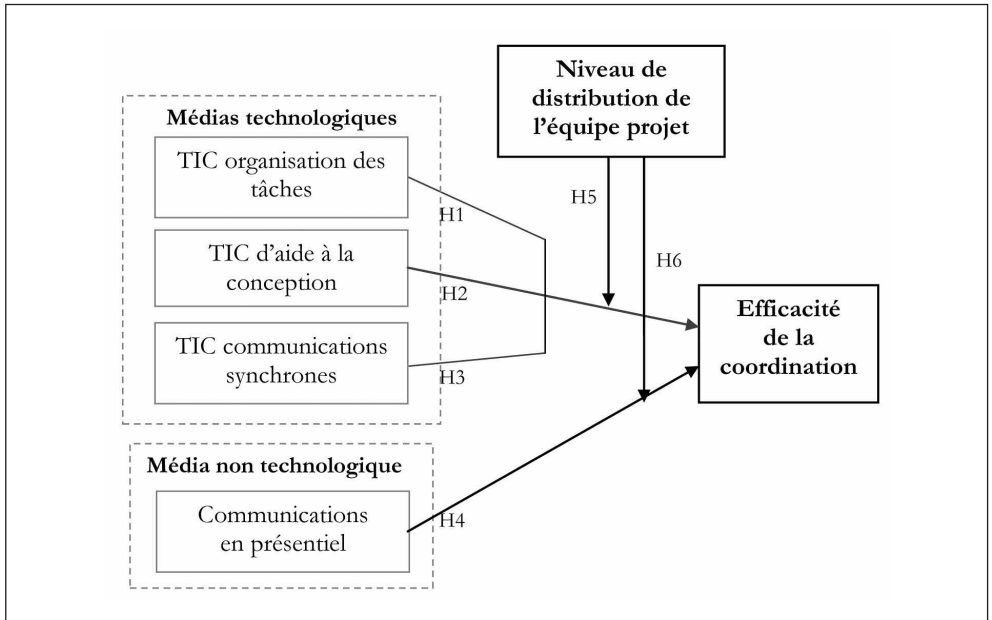 Niveau de
distribution de
l'équipe projet
Médias technologiques
TIC organisation des
tâches
H1
H5
TIC d'aide à la
conception
H2
H6
TIC communications
synchrones
H3
Efficacité
de la
coordination
Média non technologique
Communications
en présentiel
H4